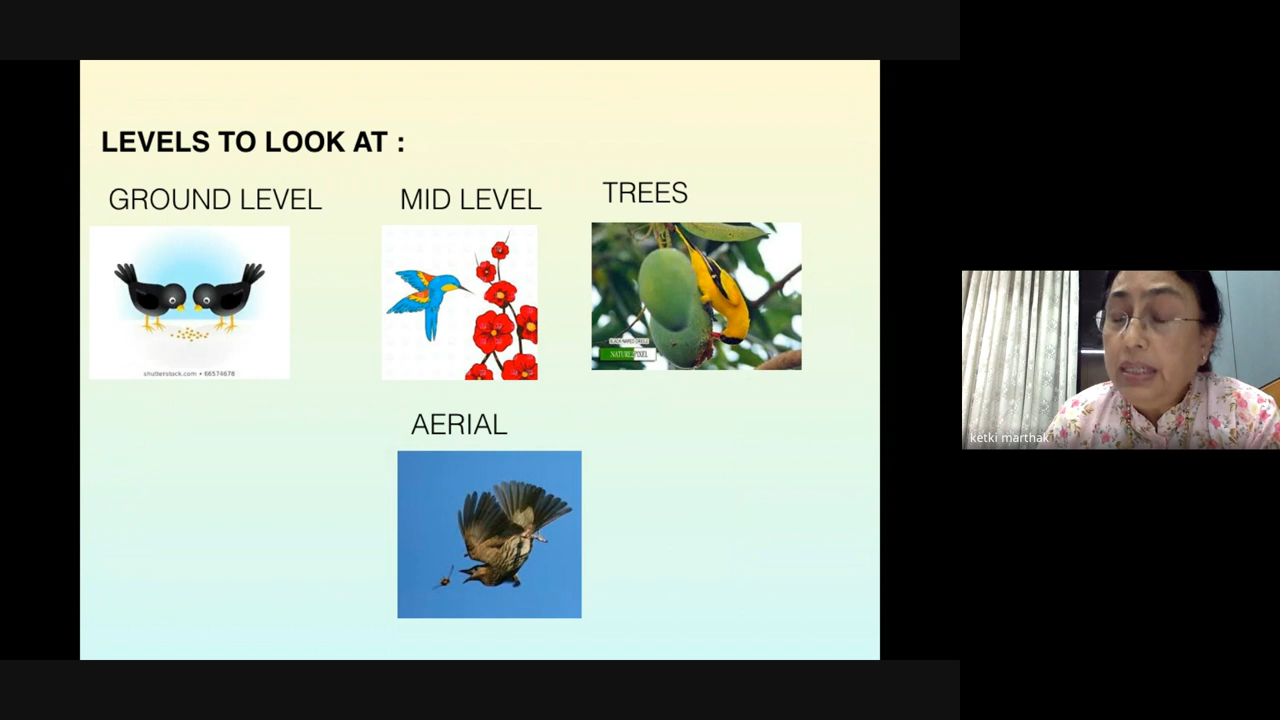 LEVELS TO LOOK AT :
GROUND LEVEL
MID LEVEL
TREES
shutterstock.com • 66574678
NATURE PIXEL
AERIAL
ketki marthak